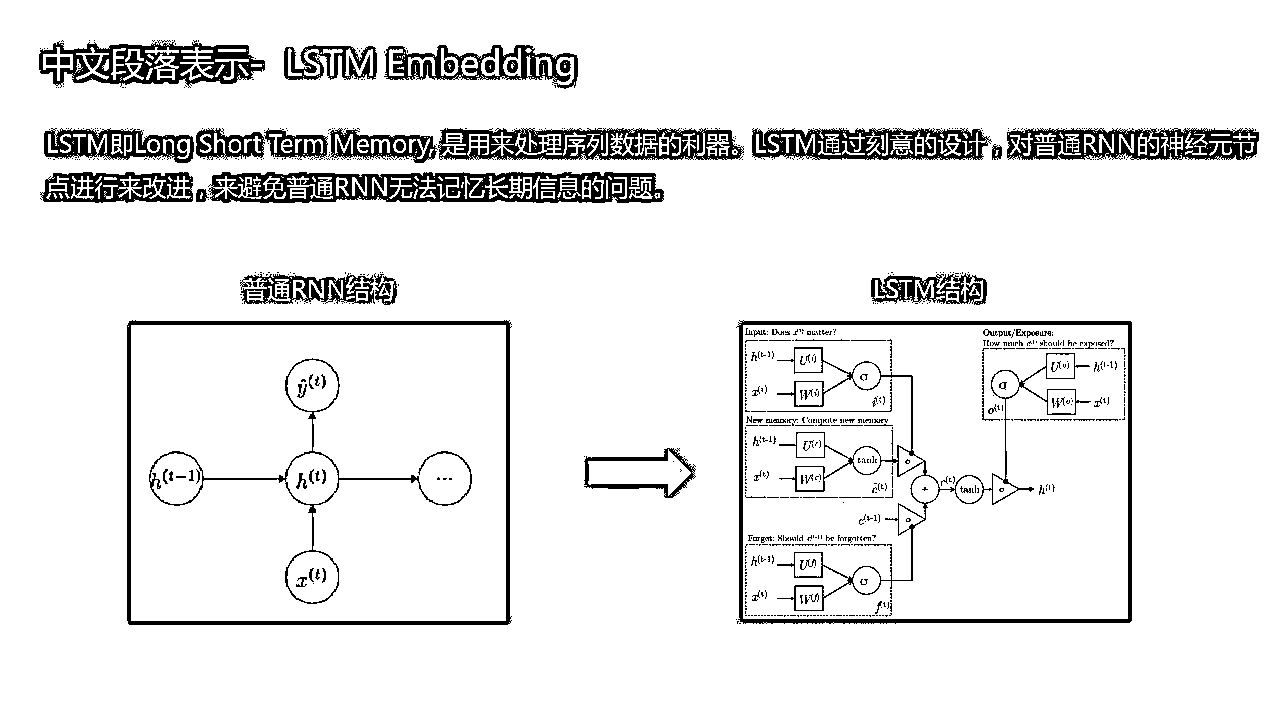 中文段落表示- LSTM Embedding
LSTM即Long Short Term Memory, 是用来处理序列数据的利器。LSTM通过刻意的设计，对普通RNN的神经元节
点进行来改进，来避免普通RNN无法记忆长期信息的问题。
普通RNN结构
LSTM结构
ŷ^(t)
h^(t−1)
h^(t)
...
x^(t)
Input: Does x^(t) matter?
h^(t-1)
U^(i)
x^(t)
W^(i)
σ
i^(t)
New memory: Compute new memory
h^(t-1)
U^(c)
x^(t)
W^(c)
tanh
c̃^(t)
Forget: Should c^(t-1) be forgotten?
h^(t-1)
U^(f)
x^(t)
W^(f)
σ
f^(t)
c^(t-1)
∘
∘
+
c^(t)
tanh
∘
h^(t)
Output/Exposure:
How much c^(t) should be exposed?
σ
U^(o)
h^(t-1)
W^(o)
x^(t)
o^(t)